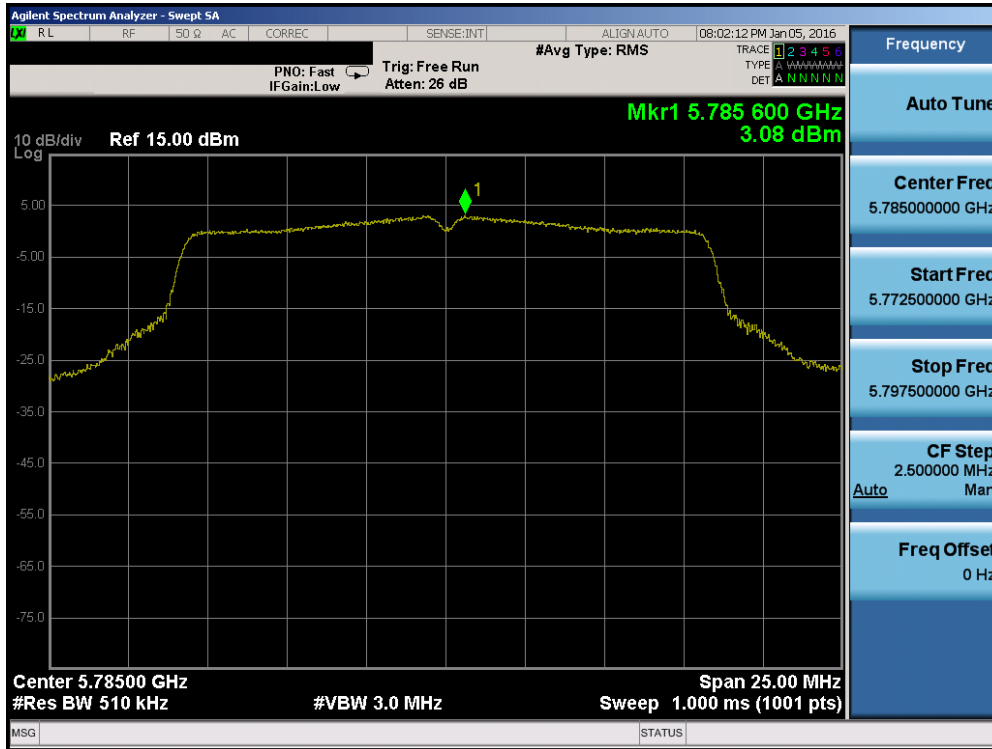 Agilent Spectrum Analyzer - Swept SA
LXI RL RF 50 Ω AC CORREC SENSE:INT ALIGN AUTO 08:02:12 PM Jan 05, 2016
#Avg Type: RMS
TRACE 1 2 3 4 5 6
TYPE A WWWWW
DET A N N N N N
PNO: Fast
IFGain:Low
Trig: Free Run
Atten: 26 dB
Mkr1 5.785 600 GHz
3.08 dBm
10 dB/div Ref 15.00 dBm
Log
1
5.00
-5.00
-15.0
-25.0
-35.0
-45.0
-55.0
-65.0
-75.0
Center 5.78500 GHz Span 25.00 MHz
#Res BW 510 kHz #VBW 3.0 MHz Sweep 1.000 ms (1001 pts)
MSG STATUS
Frequency
Auto Tune
Center Freq
5.785000000 GHz
Start Freq
5.772500000 GHz
Stop Freq
5.797500000 GHz
CF Step
2.500000 MHz
Auto Man
Freq Offset
0 Hz